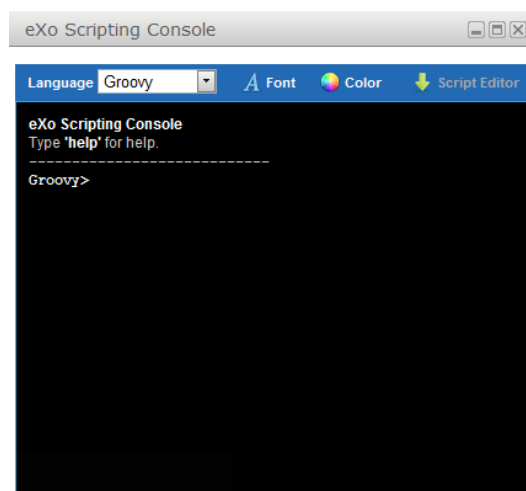 eXo Scripting Console
Language Groovy A Font Color Script Editor
eXo Scripting Console
Type 'help' for help.
------------------------------
Groovy>